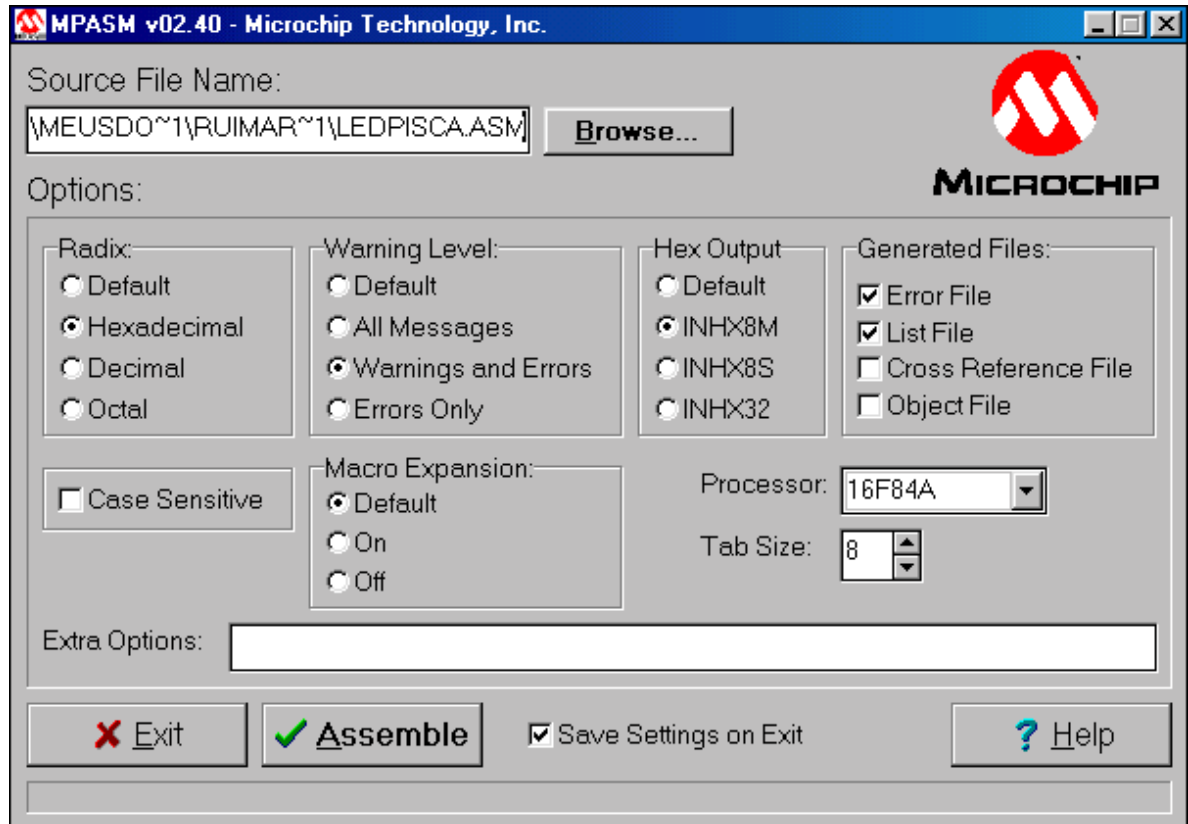 MPASM v02.40 - Microchip Technology, Inc.
Source File Name:
\MEUSDO~1\RUIMAR~1\LEDPISCA.ASM
Browse...
MICROCHIP
Options:
Radix:
Default
Hexadecimal
Decimal
Octal
Warning Level:
Default
All Messages
Warnings and Errors
Errors Only
Hex Output
Default
INHX8M
INHX8S
INHX32
Generated Files:
Error File
List File
Cross Reference File
Object File
Case Sensitive
Macro Expansion:
Default
On
Off
Processor: 16F84A
Tab Size: 8
Extra Options:
Exit
Assemble
Save Settings on Exit
? Help